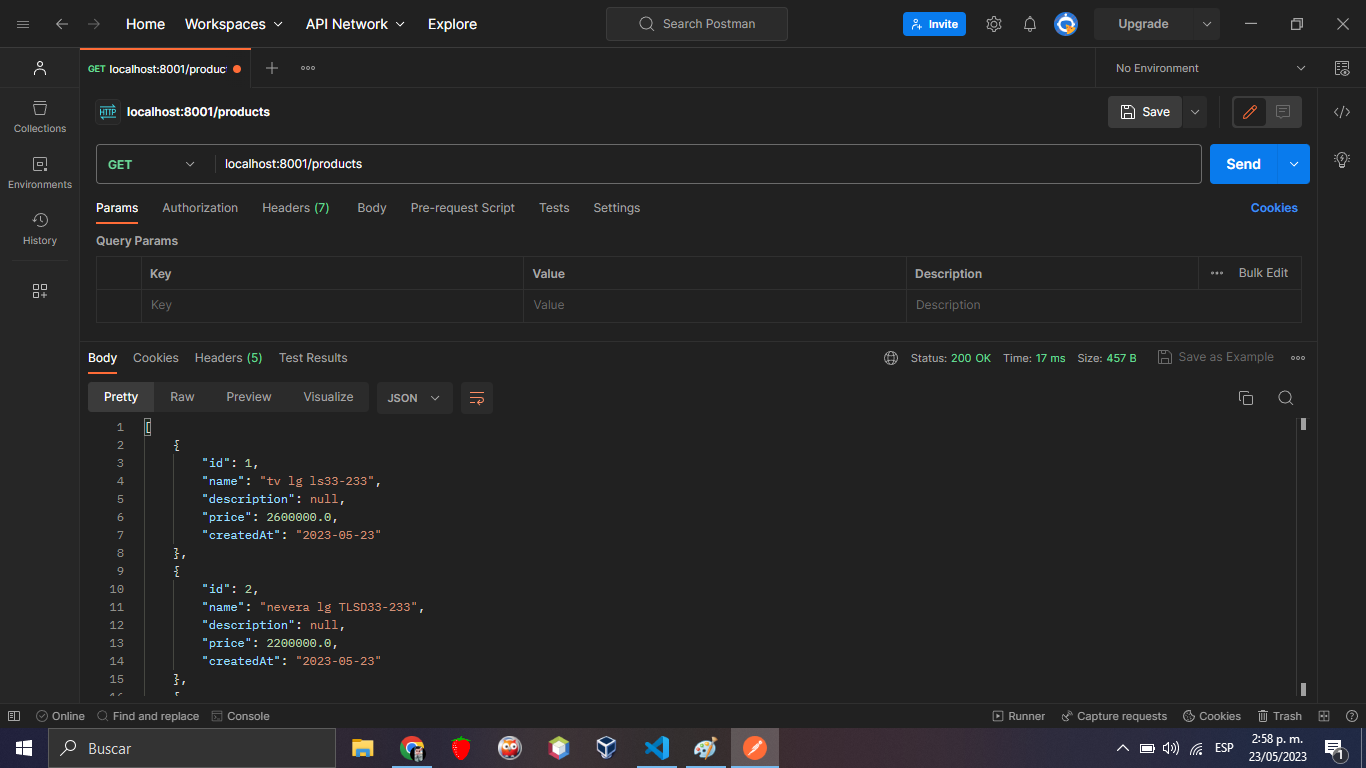 Home Workspaces API Network Explore Search Postman Invite Upgrade
GET localhost:8001/produc No Environment
HTTP localhost:8001/products Save
Collections
GET localhost:8001/products Send
Environments
Params Authorization Headers (7) Body Pre-request Script Tests Settings Cookies
History
Query Params
Key Value Description Bulk Edit
Key Value Description
Body Cookies Headers (5) Test Results Status: 200 OK Time: 17 ms Size: 457 B Save as Example
Pretty Raw Preview Visualize JSON
1 [
2 {
3 "id": 1,
4 "name": "tv lg ls33-233",
5 "description": null,
6 "price": 2600000.0,
7 "createdAt": "2023-05-23"
8 },
9 {
10 "id": 2,
11 "name": "nevera lg TLSD33-233",
12 "description": null,
13 "price": 2200000.0,
14 "createdAt": "2023-05-23"
15 },
Online Find and replace Console Runner Capture requests Cookies Trash
Buscar ESP 2:58 p. m.
23/05/2023 1